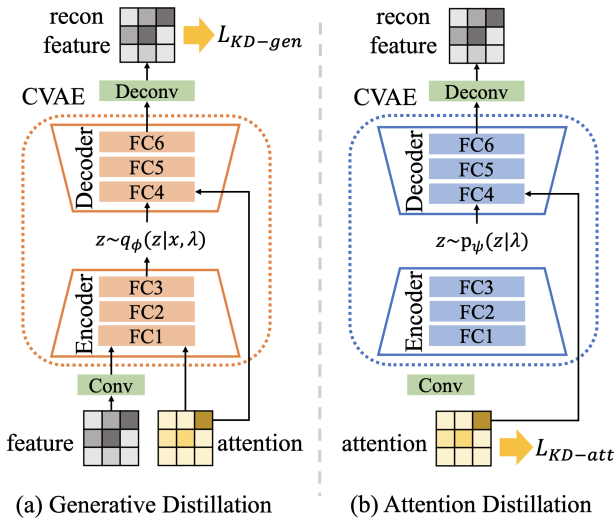 recon
feature
L_{KD-gen}
CVAE
Deconv
Decoder
FC6
FC5
FC4
z~q_ϕ(z|x, λ)
Encoder
FC3
FC2
FC1
Conv
feature
attention
(a) Generative Distillation
recon
feature
CVAE
Deconv
Decoder
FC6
FC5
FC4
z~p_ψ(z|λ)
Encoder
FC3
FC2
FC1
Conv
attention
L_{KD-att}
(b) Attention Distillation